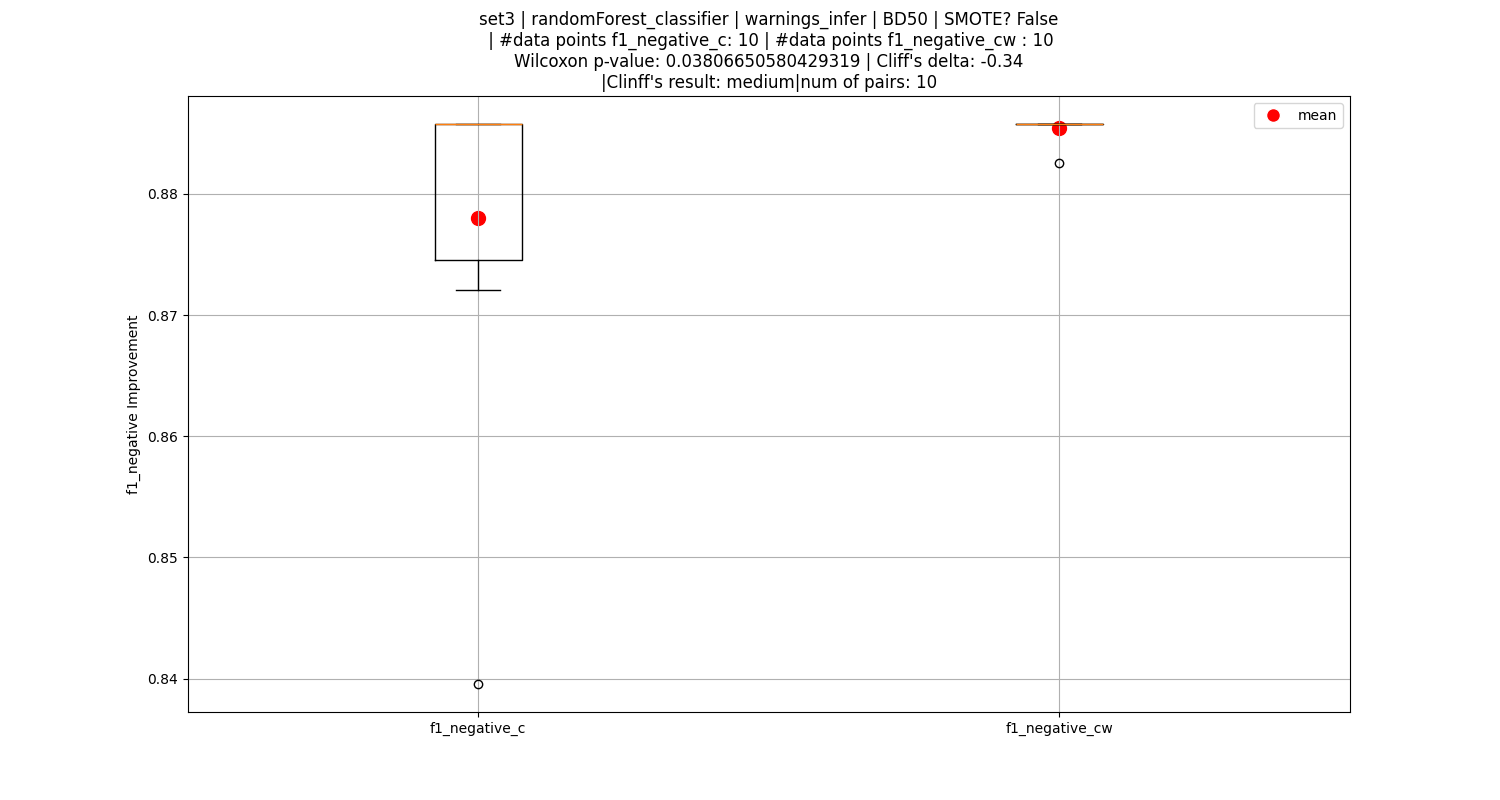 set3 | randomForest_classifier | warnings_infer | BD50 | SMOTE? False
| #data points f1_negative_c: 10 | #data points f1_negative_cw : 10
Wilcoxon p-value: 0.03806650580429319 | Cliff's delta: -0.34
|Clinff's result: medium|num of pairs: 10
mean
0.88
0.87
0.86
0.85
0.84
f1_negative Improvement
f1_negative_c
f1_negative_cw